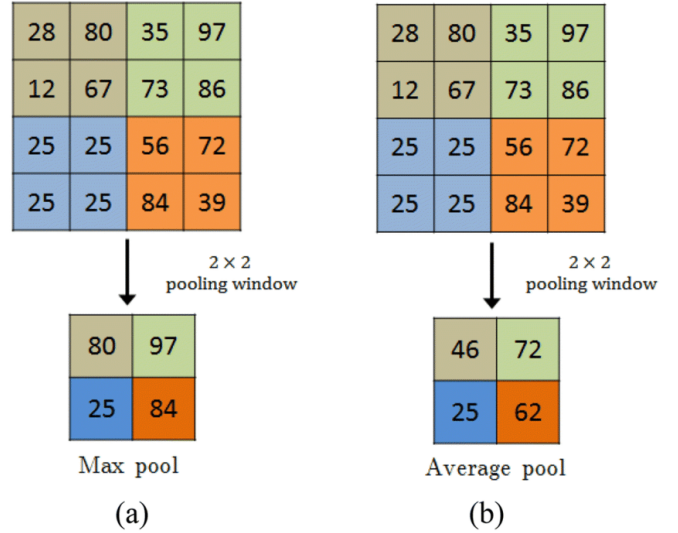 28 80 35 97
12 67 73 86
25 25 56 72
25 25 84 39
2 × 2
pooling window
80 97
25 84
Max pool
(a)
28 80 35 97
12 67 73 86
25 25 56 72
25 25 84 39
2 × 2
pooling window
46 72
25 62
Average pool
(b)